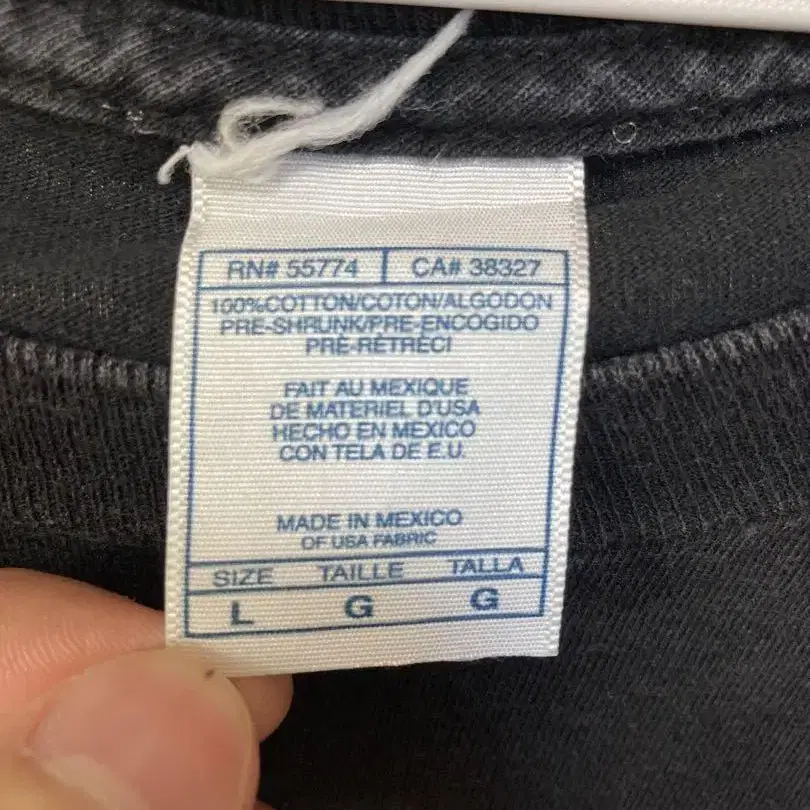 RN# 55774 CA# 38327
100%COTTON/COTON/ALGODON
PRE-SHRUNK/PRE-ENCOGIDO
PRÈ-RÉTRÉCI
FAIT AU MEXIQUE
DE MATERIEL D'USA
HECHO EN MEXICO
CON TELA DE E.U.
MADE IN MEXICO
OF USA FABRIC
SIZE TAILLE TALLA
L G G